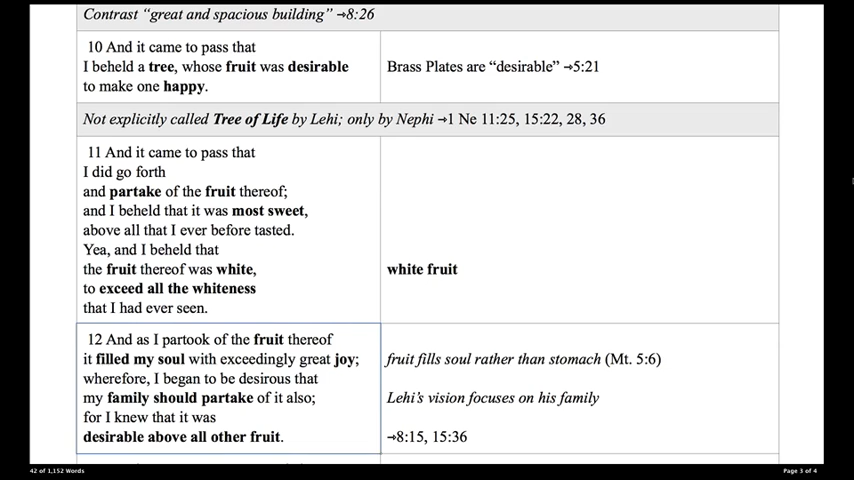 Contrast “great and spacious building” →8:26
10 And it came to pass that
I beheld a tree, whose fruit was desirable
to make one happy.
Brass Plates are “desirable” →5:21
Not explicitly called Tree of Life by Lehi; only by Nephi →1 Ne 11:25, 15:22, 28, 36
11 And it came to pass that
I did go forth
and partake of the fruit thereof;
and I beheld that it was most sweet,
above all that I ever before tasted.
Yea, and I beheld that
the fruit thereof was white,
to exceed all the whiteness
that I had ever seen.
white fruit
12 And as I partook of the fruit thereof
it filled my soul with exceedingly great joy;
wherefore, I began to be desirous that
my family should partake of it also;
for I knew that it was
desirable above all other fruit.
fruit fills soul rather than stomach (Mt. 5:6)
Lehi’s vision focuses on his family
→8:15, 15:36
42 of 1,152 Words
Page 3 of 4